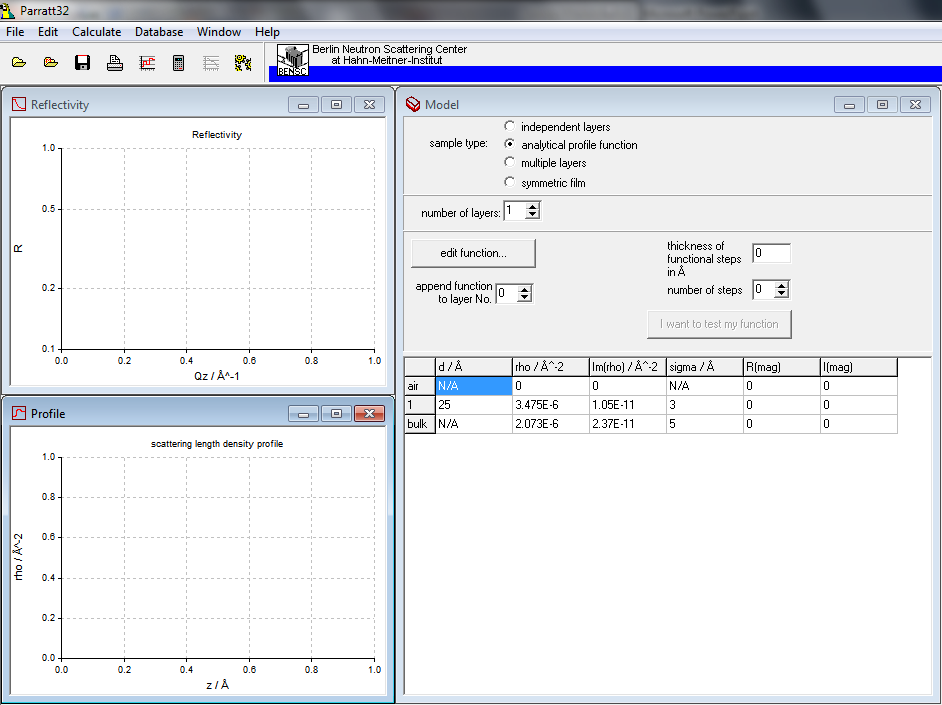 Parratt32
File Edit Calculate Database Window Help
Berlin Neutron Scattering Center
at Hahn-Meitner-Institut
BENSC
Reflectivity
Reflectivity
1.0
0.5
0.2
0.1
R
0.0 0.2 0.4 0.6 0.8 1.0
Qz / Å^-1
Profile
scattering length density profile
1.0
0.8
0.6
0.4
0.2
0.0
rho / Å^-2
0.0 0.2 0.4 0.6 0.8 1.0
z / Å
Model
sample type:
independent layers
analytical profile function
multiple layers
symmetric film
number of layers: 1
edit function...
append function
to layer No. 0
thickness of
functional steps
in Å
0
number of steps 0
I want to test my function
d / Å rho / Å^-2 Im(rho) / Å^-2 sigma / Å R(mag) I(mag)
air N/A 0 0 N/A 0 0
1 25 3.475E-6 1.05E-11 3 0 0
bulk N/A 2.073E-6 2.37E-11 5 0 0